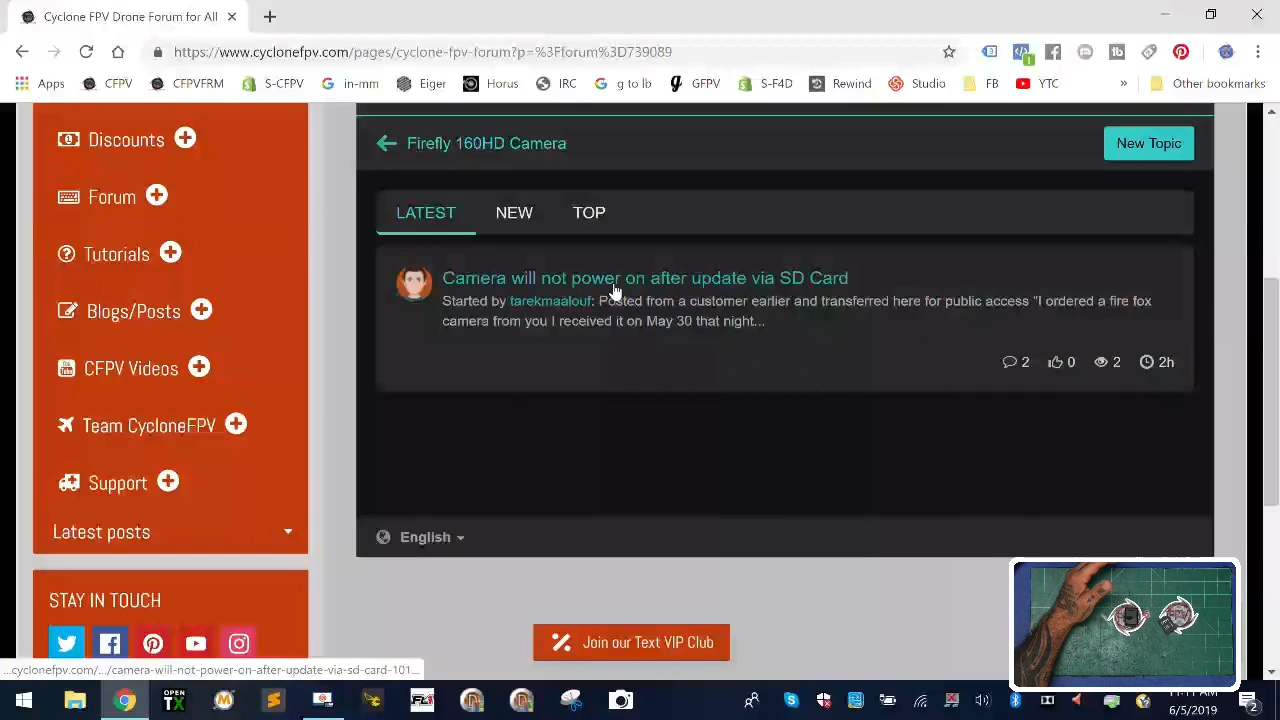 Cyclone FPV Drone Forum for All
https://www.cyclonefpv.com/pages/cyclone-fpv-forum?p=%3Fforum%3D739089
Apps CFPV CFPVFRM S-CFPV in-mm Eiger Horus IRC g to lb GFPV S-F4D Rewind Studio FB YTC » Other bookmarks
Discounts
Forum
Tutorials
Blogs/Posts
CFPV Videos
Team CycloneFPV
Support
Latest posts
STAY IN TOUCH
Firefly 160HD Camera
New Topic
LATEST NEW TOP
Camera will not power on after update via SD Card
Started by tarekmaalouf: Posted from a customer earlier and transferred here for public access "I ordered a fire fox
camera from you I received it on May 30 that night...
2 0 2 2h
English
Join our Text VIP Club
...cyclonefpv.com/.../camera-will-not-power-on-after-update-via-sd-card-101...
OPEN
TX
11:11 AM
6/5/2019
2